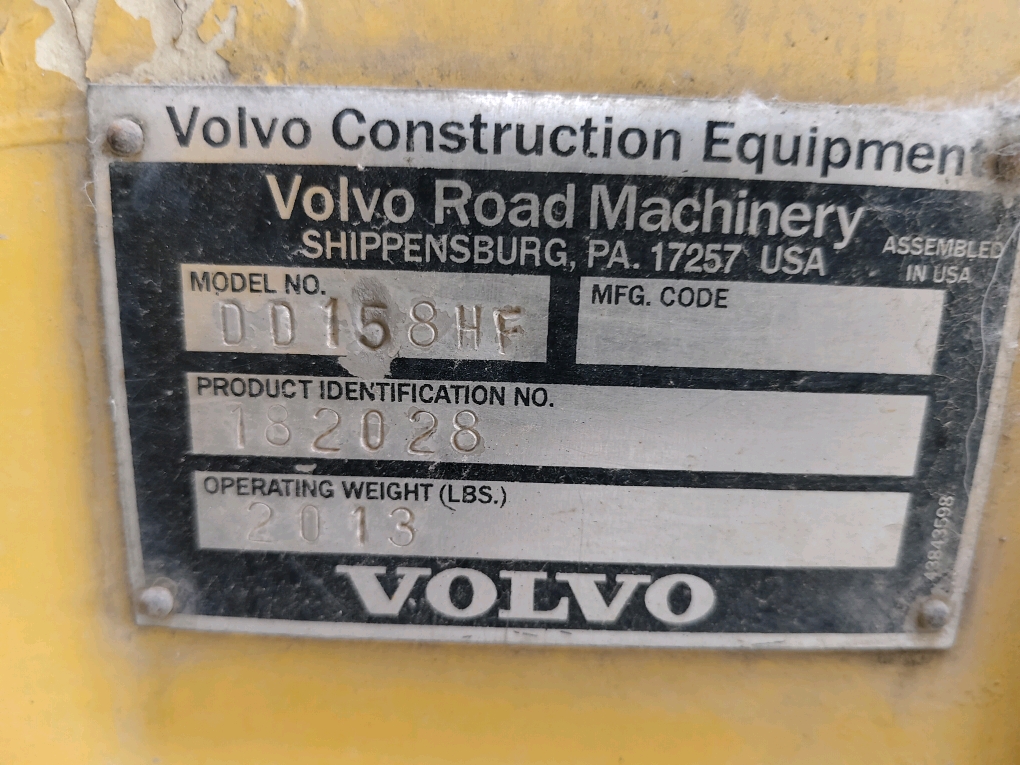 Volvo Construction Equipment
Volvo Road Machinery
SHIPPENSBURG, PA. 17257 USA
ASSEMBLED
IN USA
MODEL NO.
DD158HF
MFG. CODE
PRODUCT IDENTIFICATION NO.
182028
OPERATING WEIGHT (LBS.)
2013
43843598
VOLVO